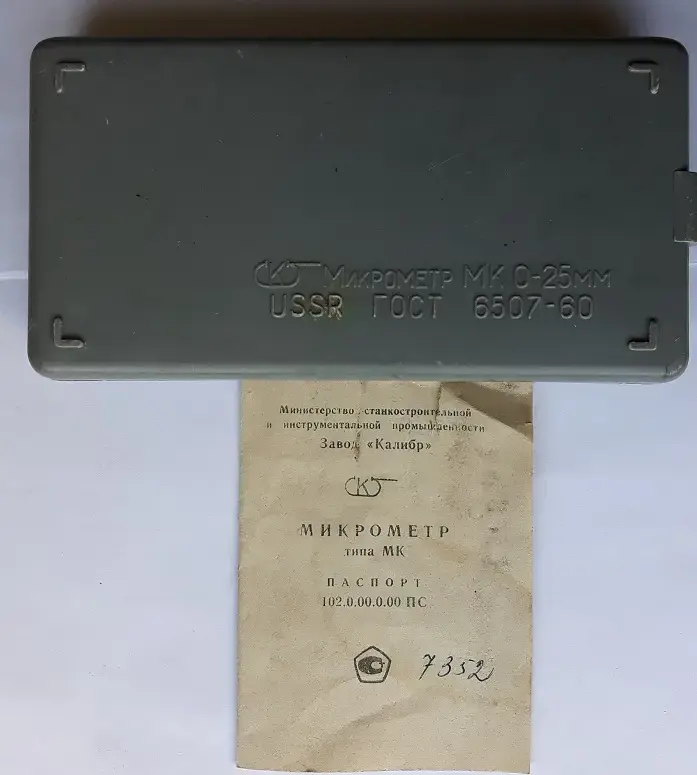 Микрометр МК 0-25мм
USSR ГОСТ 6507-60
Министерство станкостроительной
и инструментальной промышленности
Завод «Калибр»
МИКРОМЕТР
типа МК
ПАСПОРТ
102.0.00.0.00 ПС
7352